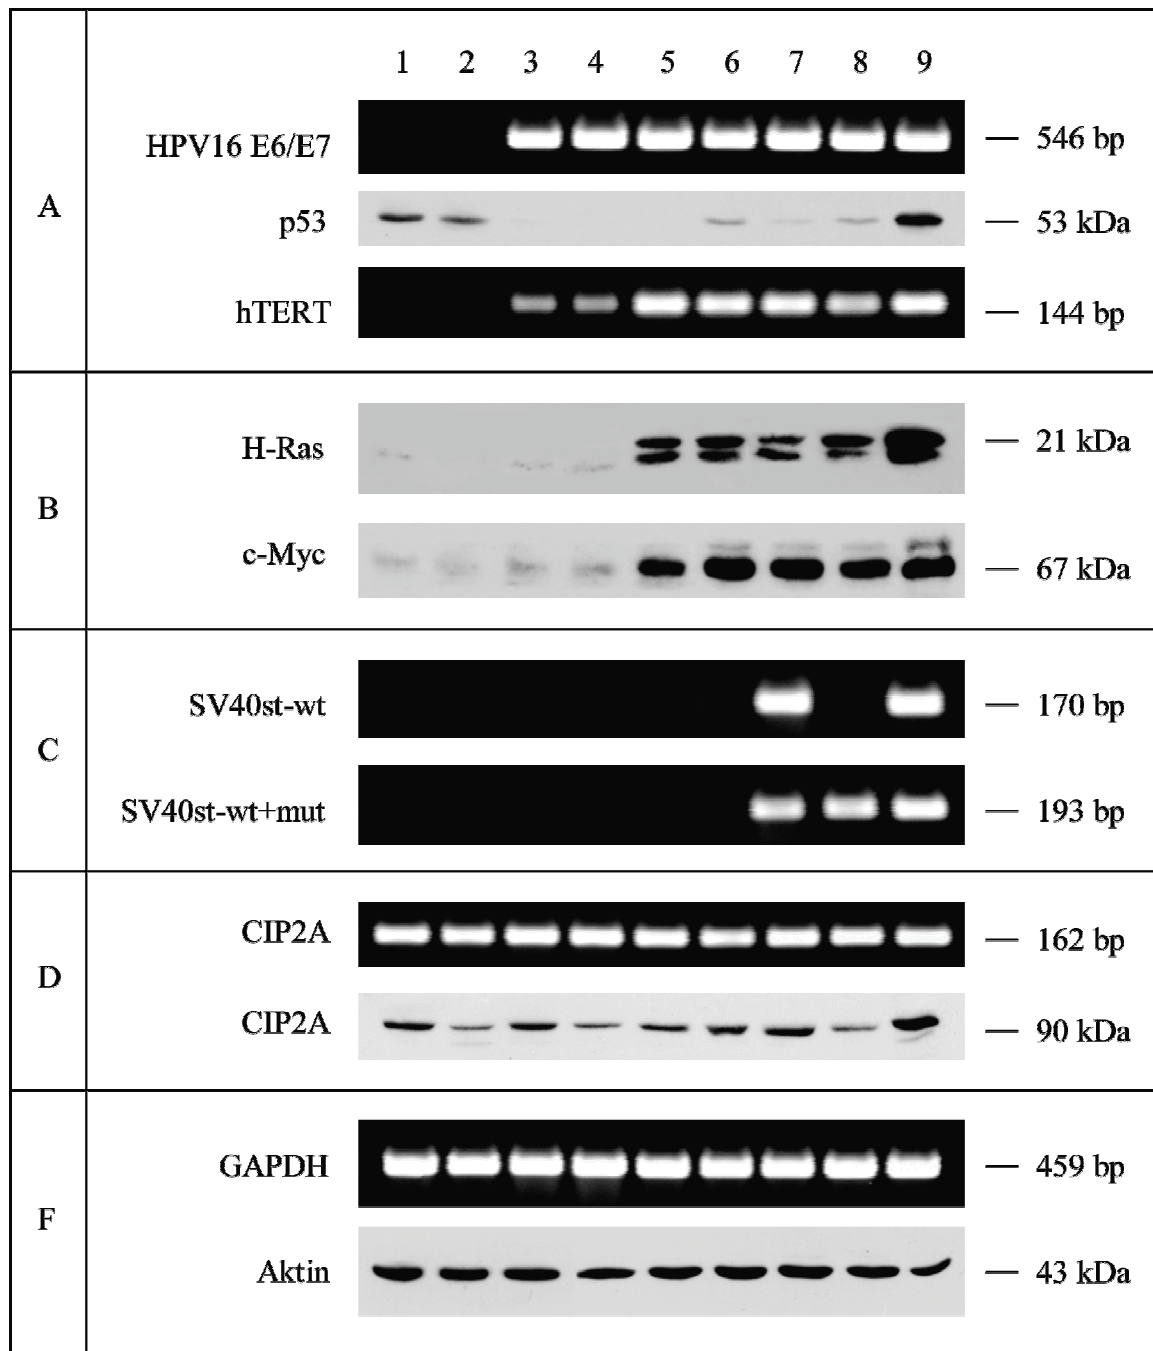 1 2 3 4 5 6 7 8 9
A
HPV16 E6/E7 — 546 bp
p53 — 53 kDa
hTERT — 144 bp
B
H-Ras — 21 kDa
c-Myc — 67 kDa
C
SV40st-wt — 170 bp
SV40st-wt+mut — 193 bp
D
CIP2A — 162 bp
CIP2A — 90 kDa
F
GAPDH — 459 bp
Aktin — 43 kDa